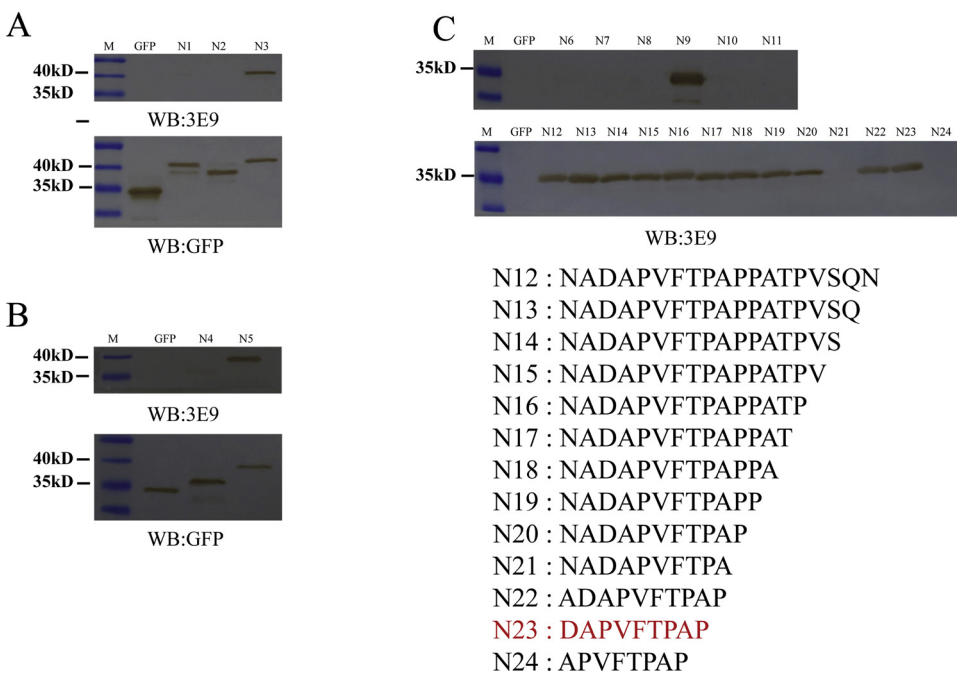 A
M GFP N1 N2 N3
40kD
35kD
WB:3E9
40kD
35kD
WB:GFP
B
M GFP N4 N5
40kD
35kD
WB:3E9
40kD
35kD
WB:GFP
C
M GFP N6 N7 N8 N9 N10 N11
35kD
M GFP N12 N13 N14 N15 N16 N17 N18 N19 N20 N21 N22 N23 N24
35kD
WB:3E9
N12 : NADAPVFTPAPPATPVSQN
N13 : NADAPVFTPAPPATPVSQ
N14 : NADAPVFTPAPPATPVS
N15 : NADAPVFTPAPPATPV
N16 : NADAPVFTPAPPATP
N17 : NADAPVFTPAPPAT
N18 : NADAPVFTPAPPA
N19 : NADAPVFTPAPP
N20 : NADAPVFTPAP
N21 : NADAPVFTPA
N22 : ADAPVFTPAP
N23 : DAPVFTPAP
N24 : APVFTPAP